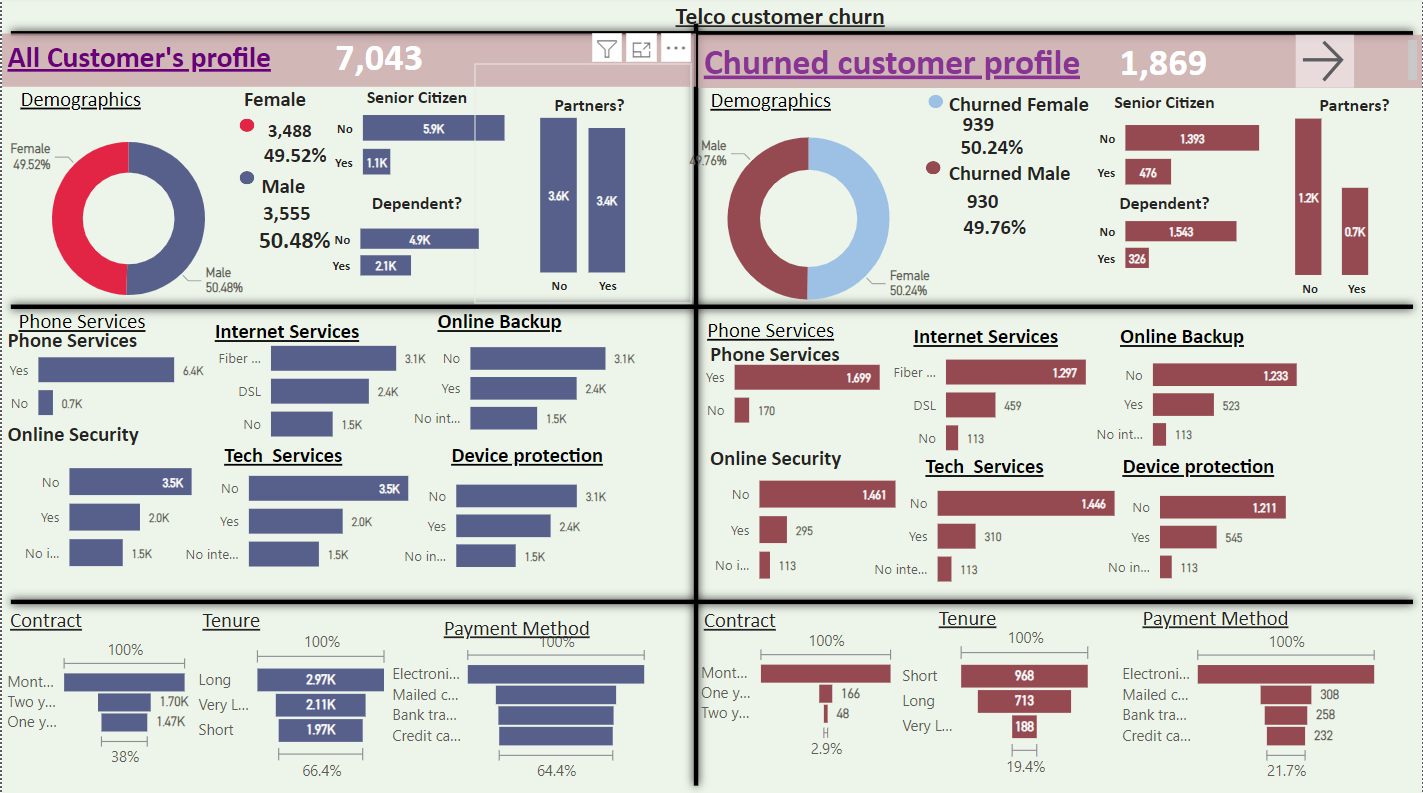 Telco customer churn
All Customer's profile
7,043
Demographics
Female
49.52%
Male
50.48%
Female
3,488
49.52%
Male
3,555
50.48%
Senior Citizen
No
5.9K
Yes
1.1K
Dependent?
No
4.9K
Yes
2.1K
Partners?
3.6K
3.4K
No
Yes
Phone Services
Phone Services
Yes
6.4K
No
0.7K
Internet Services
Fiber ...
3.1K
DSL
2.4K
No
1.5K
Online Backup
No
3.1K
Yes
2.4K
No int...
1.5K
Online Security
No
3.5K
Yes
2.0K
No i...
1.5K
Tech Services
No
3.5K
Yes
2.0K
No inte...
1.5K
Device protection
No
3.1K
Yes
2.4K
No in...
1.5K
Contract
100%
Mont...
Two y...
1.70K
One y...
1.47K
38%
Tenure
100%
Long
2.97K
Very L...
2.11K
Short
1.97K
66.4%
Payment Method
100%
Electroni...
Mailed c...
Bank tra...
Credit ca...
64.4%
Churned customer profile
1,869
Demographics
Male
49.76%
Female
50.24%
Churned Female
939
50.24%
Churned Male
930
49.76%
Senior Citizen
No
1.393
Yes
476
Dependent?
No
1.543
Yes
326
Partners?
1.2K
0.7K
No
Yes
Phone Services
Phone Services
Yes
1.699
No
170
Internet Services
Fiber ...
1.297
DSL
459
No
113
Online Backup
No
1.233
Yes
523
No int...
113
Online Security
No
1.461
Yes
295
No i...
113
Tech Services
No
1.446
Yes
310
No inte...
113
Device protection
No
1.211
Yes
545
No in...
113
Contract
100%
Mont...
One y...
166
Two y...
48
2.9%
Tenure
100%
Short
968
Long
713
Very L...
188
19.4%
Payment Method
100%
Electroni...
Mailed c...
308
Bank tra...
258
Credit ca...
232
21.7%